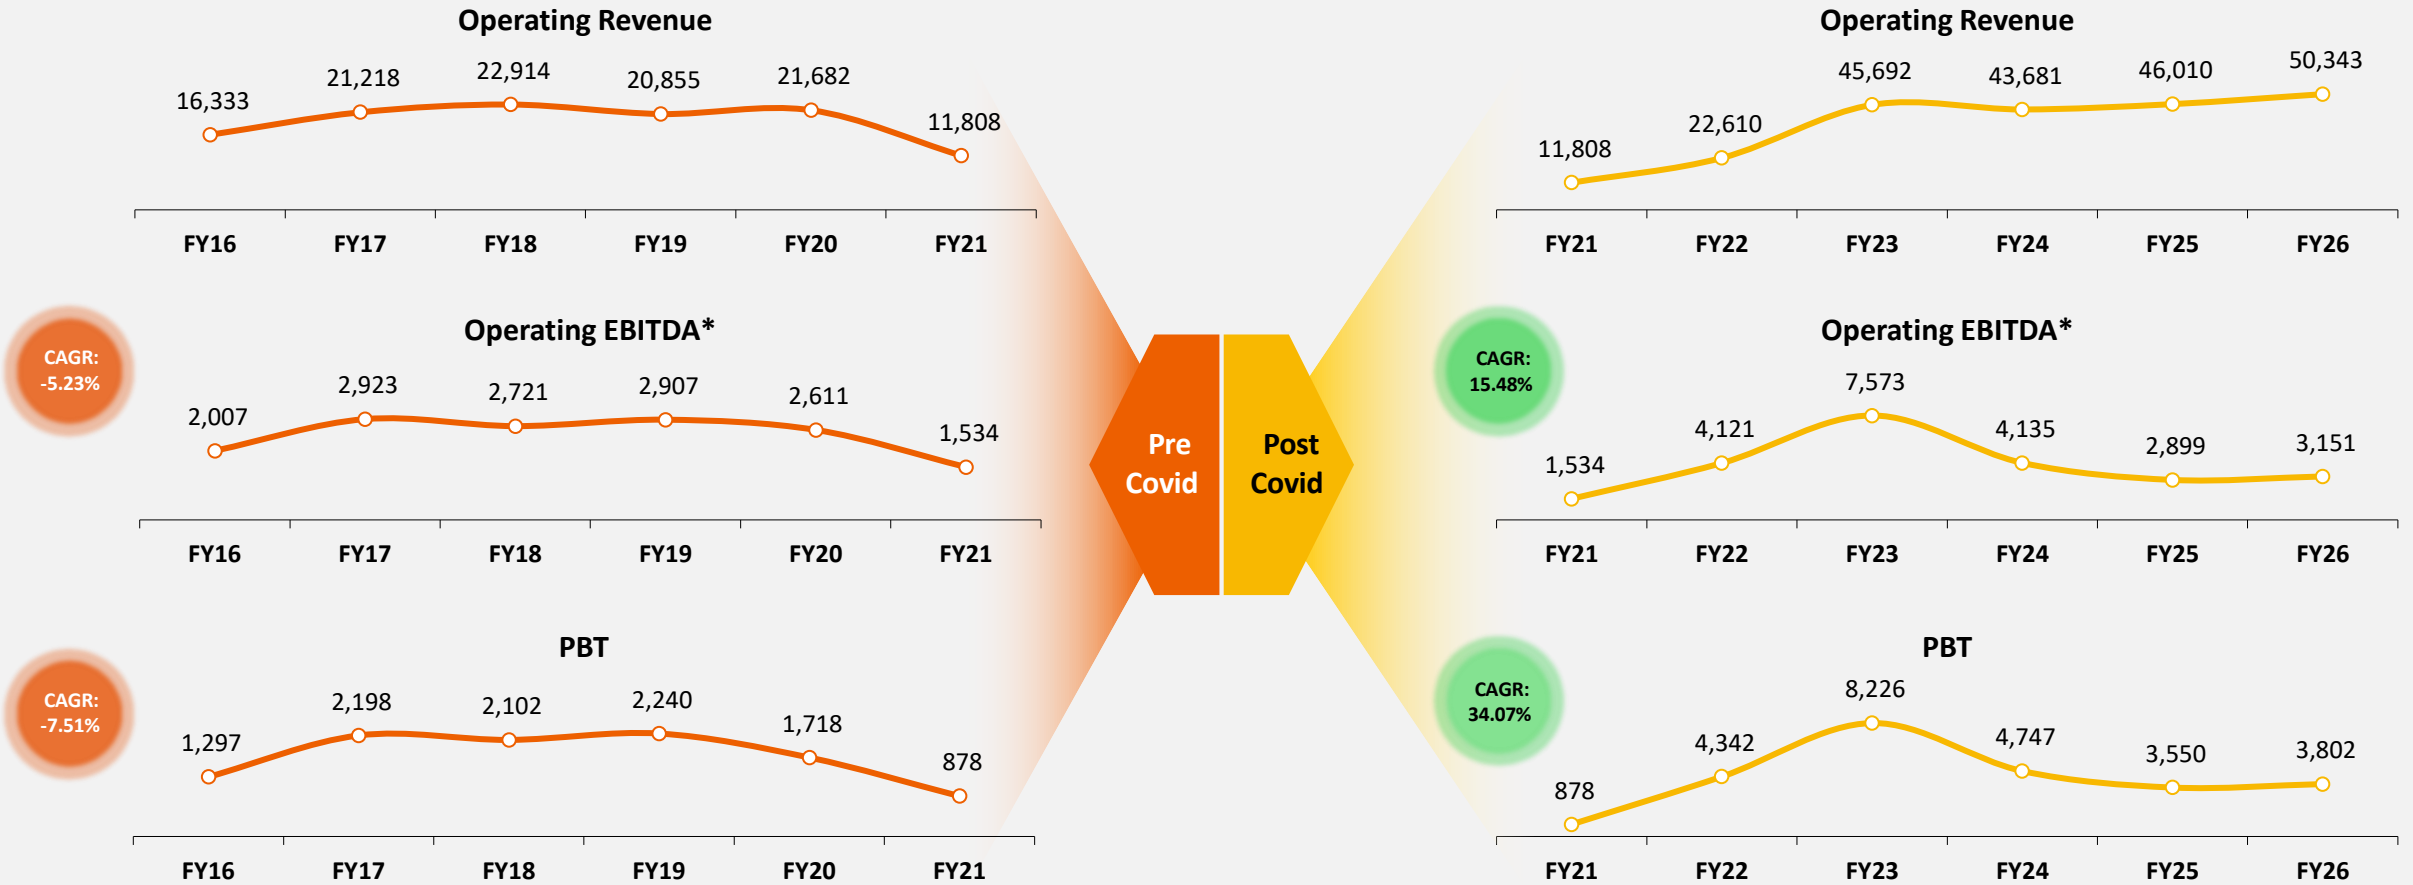 Operating Revenue
16,333 21,218 22,914 20,855 21,682 11,808
FY16 FY17 FY18 FY19 FY20 FY21
CAGR:
-5.23%
Operating EBITDA*
2,007 2,923 2,721 2,907 2,611 1,534
FY16 FY17 FY18 FY19 FY20 FY21
CAGR:
-7.51%
PBT
1,297 2,198 2,102 2,240 1,718 878
FY16 FY17 FY18 FY19 FY20 FY21
Pre
Covid
Post
Covid
Operating Revenue
11,808 22,610 45,692 43,681 46,010 50,343
FY21 FY22 FY23 FY24 FY25 FY26
CAGR:
15.48%
Operating EBITDA*
1,534 4,121 7,573 4,135 2,899 3,151
FY21 FY22 FY23 FY24 FY25 FY26
CAGR:
34.07%
PBT
878 4,342 8,226 4,747 3,550 3,802
FY21 FY22 FY23 FY24 FY25 FY26